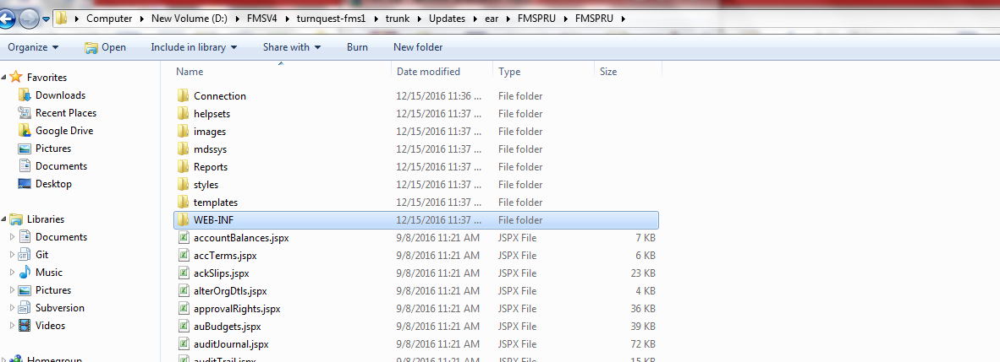 Computer New Volume (D:) FMSV4 turnquest-fms1 trunk Updates ear FMSPRU FMSPRU
Organize Open Include in library Share with Burn New folder
Favorites
Downloads
Recent Places
Google Drive
Pictures
Documents
Desktop
Libraries
Documents
Git
Music
Pictures
Subversion
Videos
Homegroup
Name Date modified Type Size
Connection 12/15/2016 11:36 ... File folder
helpsets 12/15/2016 11:37 ... File folder
images 12/15/2016 11:37 ... File folder
mdssys 12/15/2016 11:37 ... File folder
Reports 12/15/2016 11:37 ... File folder
styles 12/15/2016 11:37 ... File folder
templates 12/15/2016 11:37 ... File folder
WEB-INF 12/15/2016 11:37 ... File folder
accountBalances.jspx 9/8/2016 11:21 AM JSPX File 7 KB
accTerms.jspx 9/8/2016 11:21 AM JSPX File 6 KB
ackSlips.jspx 9/8/2016 11:21 AM JSPX File 23 KB
alterOrgDtls.jspx 9/8/2016 11:21 AM JSPX File 4 KB
approvalRights.jspx 9/8/2016 11:21 AM JSPX File 36 KB
auBudgets.jspx 9/8/2016 11:21 AM JSPX File 39 KB
auditJournal.jspx 9/8/2016 11:21 AM JSPX File 72 KB
auditTrail.jspx 9/8/2016 11:21 AM JSPX File 15 KB